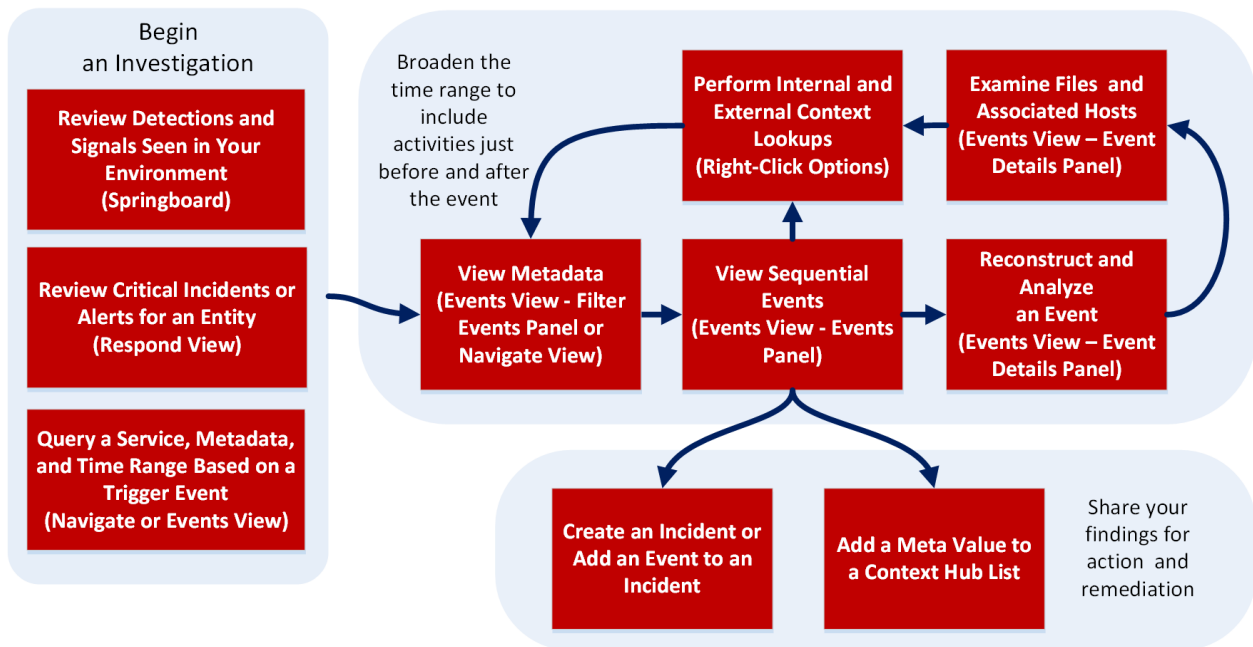 Begin
an Investigation
Review Detections and
Signals Seen in Your
Environment
(Springboard)
Review Critical Incidents or
Alerts for an Entity
(Respond View)
Query a Service, Metadata,
and Time Range Based on a
Trigger Event
(Navigate or Events View)
Broaden the
time range to
include
activities just
before and after
the event
Perform Internal and
External Context
Lookups
(Right-Click Options)
Examine Files and
Associated Hosts
(Events View – Event
Details Panel)
View Metadata
(Events View - Filter
Events Panel or
Navigate View)
View Sequential
Events
(Events View - Events
Panel)
Reconstruct and
Analyze
an Event
(Events View – Event
Details Panel)
Create an Incident or
Add an Event to an
Incident
Add a Meta Value to
a Context Hub List
Share your
findings for
action and
remediation